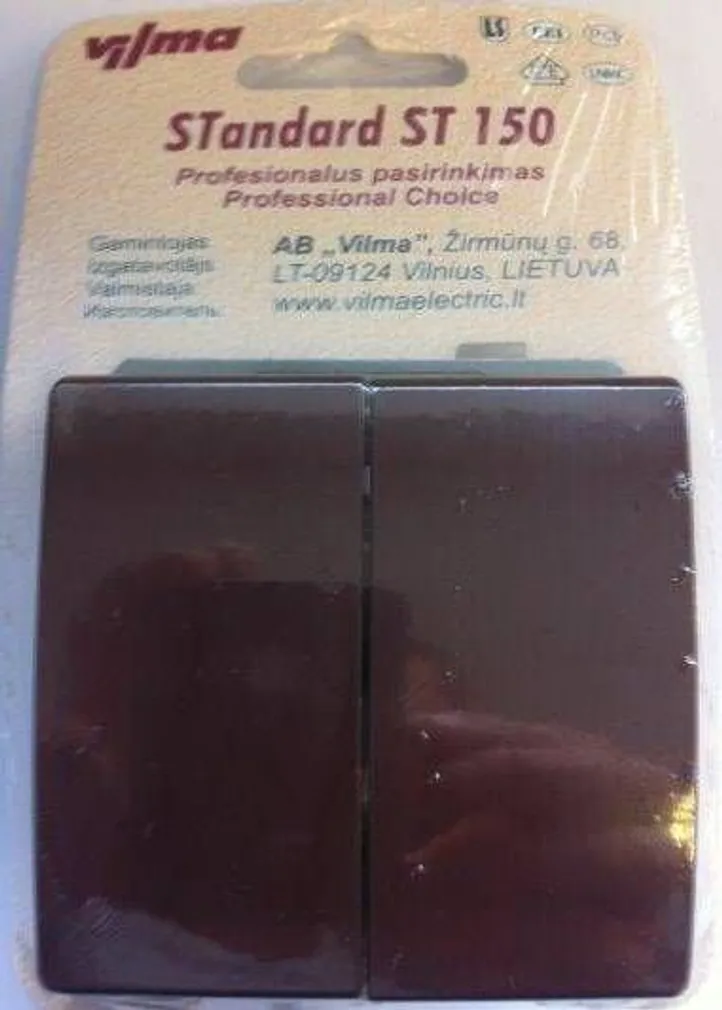 vilma
STandard ST 150
Profesionalus pasirinkimas
Professional Choice
Gamintojas
AB „Vilma”, Žirmūnų g. 68,
LT-09124 Vilnius, LIETUVA
www.vilmaelectric.lt
Изготовитель: